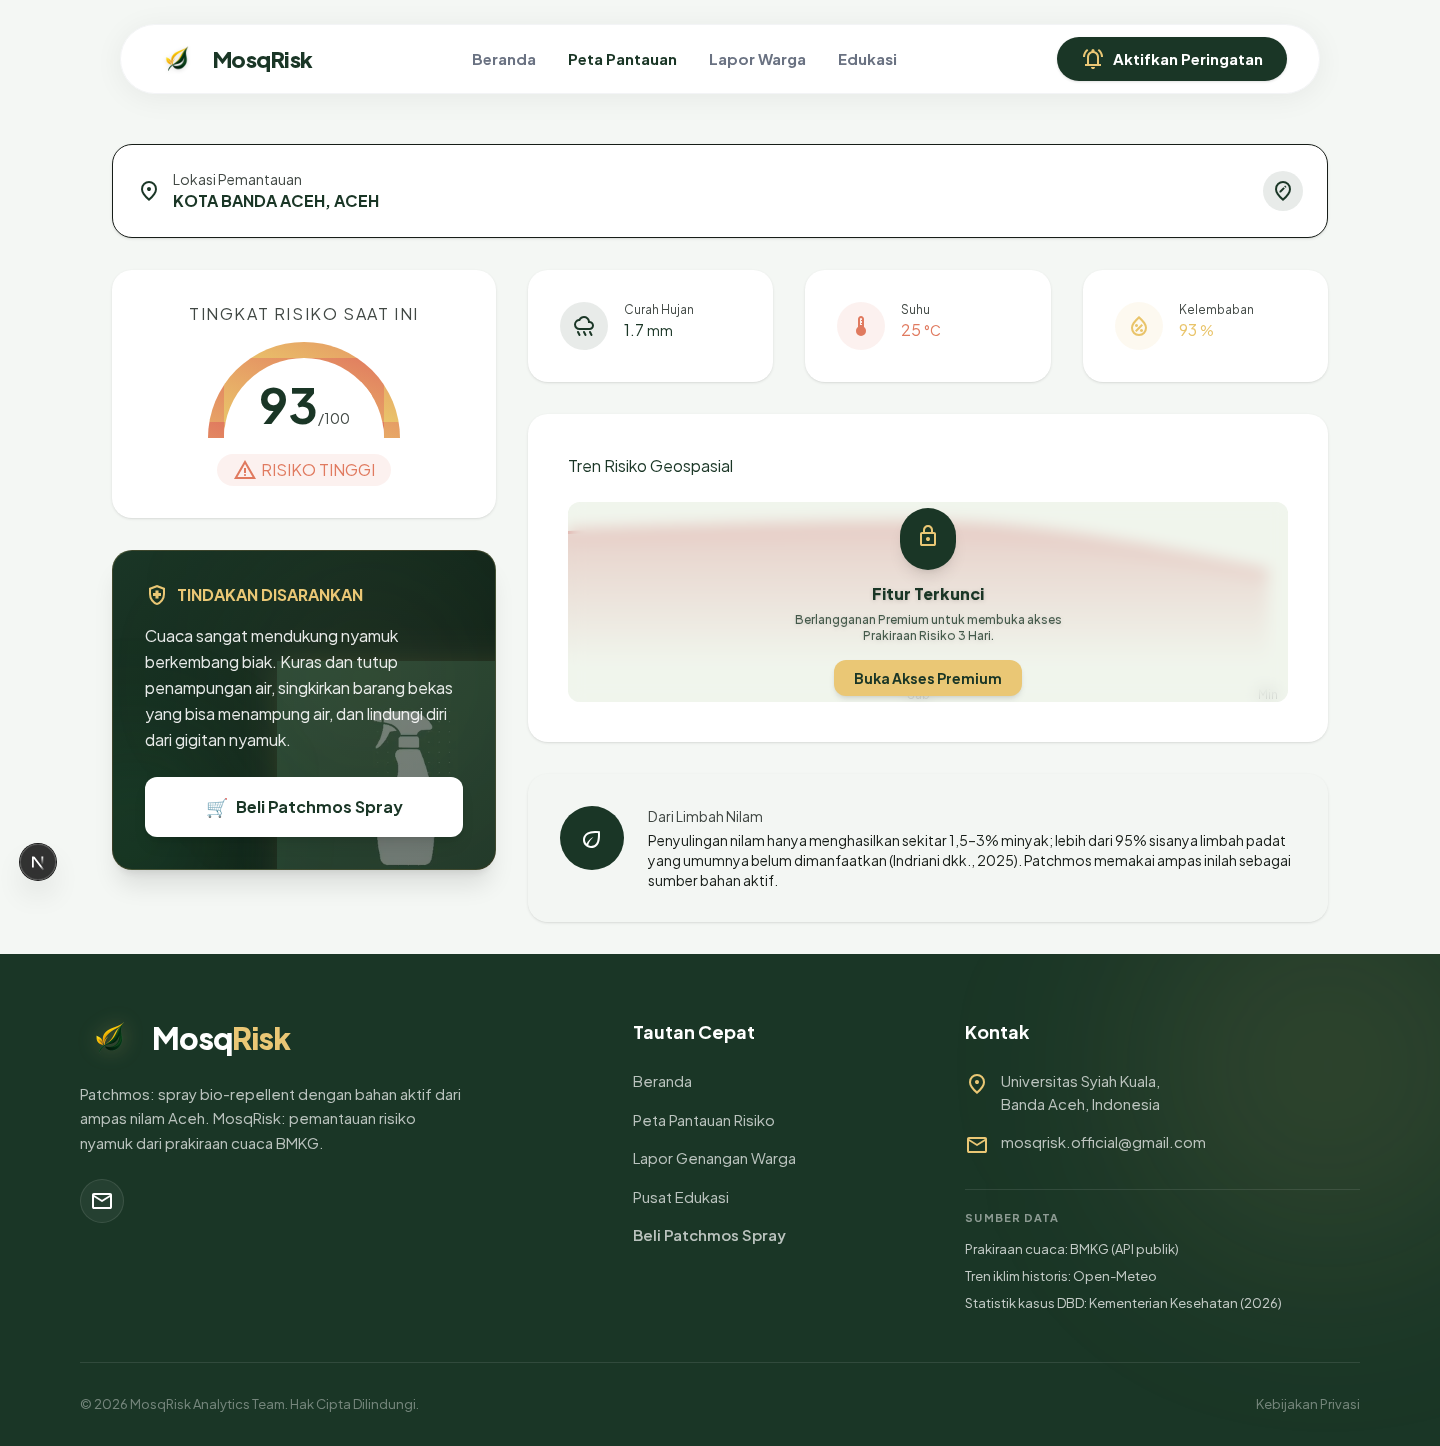 MosqRisk
Beranda
Peta Pantauan
Lapor Warga
Edukasi
Aktifkan Peringatan
Lokasi Pemantauan
KOTA BANDA ACEH, ACEH
TINGKAT RISIKO SAAT INI
93/100
RISIKO TINGGI
Curah Hujan
1.7 mm
Suhu
25 °C
Kelembaban
93 %
Tren Risiko Geospasial
Fitur Terkunci
Berlangganan Premium untuk membuka akses
Prakiraan Risiko 3 Hari.
Buka Akses Premium
Min
TINDAKAN DISARANKAN
Cuaca sangat mendukung nyamuk
berkembang biak. Kuras dan tutup
penampungan air, singkirkan barang bekas
yang bisa menampung air, dan lindungi diri
dari gigitan nyamuk.
Beli Patchmos Spray
Dari Limbah Nilam
Penyulingan nilam hanya menghasilkan sekitar 1,5–3% minyak; lebih dari 95% sisanya limbah padat
yang umumnya belum dimanfaatkan (Indriani dkk., 2025). Patchmos memakai ampas inilah sebagai
sumber bahan aktif.
N
MosqRisk
Patchmos: spray bio-repellent dengan bahan aktif dari
ampas nilam Aceh. MosqRisk: pemantauan risiko
nyamuk dari prakiraan cuaca BMKG.
Tautan Cepat
Beranda
Peta Pantauan Risiko
Lapor Genangan Warga
Pusat Edukasi
Beli Patchmos Spray
Kontak
Universitas Syiah Kuala,
Banda Aceh, Indonesia
mosqrisk.official@gmail.com
SUMBER DATA
Prakiraan cuaca: BMKG (API publik)
Tren iklim historis: Open-Meteo
Statistik kasus DBD: Kementerian Kesehatan (2026)
© 2026 MosqRisk Analytics Team. Hak Cipta Dilindungi.
Kebijakan Privasi